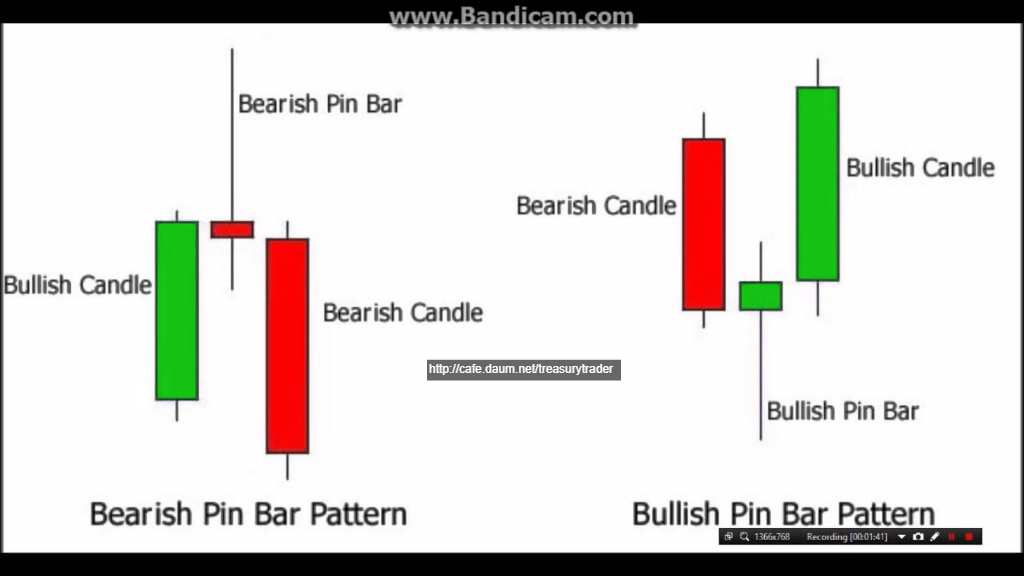 www.Bandicam.com
Bearish Pin Bar
Bullish Candle
Bearish Candle
Bearish Pin Bar Pattern
Bearish Candle
Bullish Candle
Bullish Pin Bar
Bullish Pin Bar Pattern
http://cafe.daum.net/treasurytrader
1366x768 Recording [00:01:41]